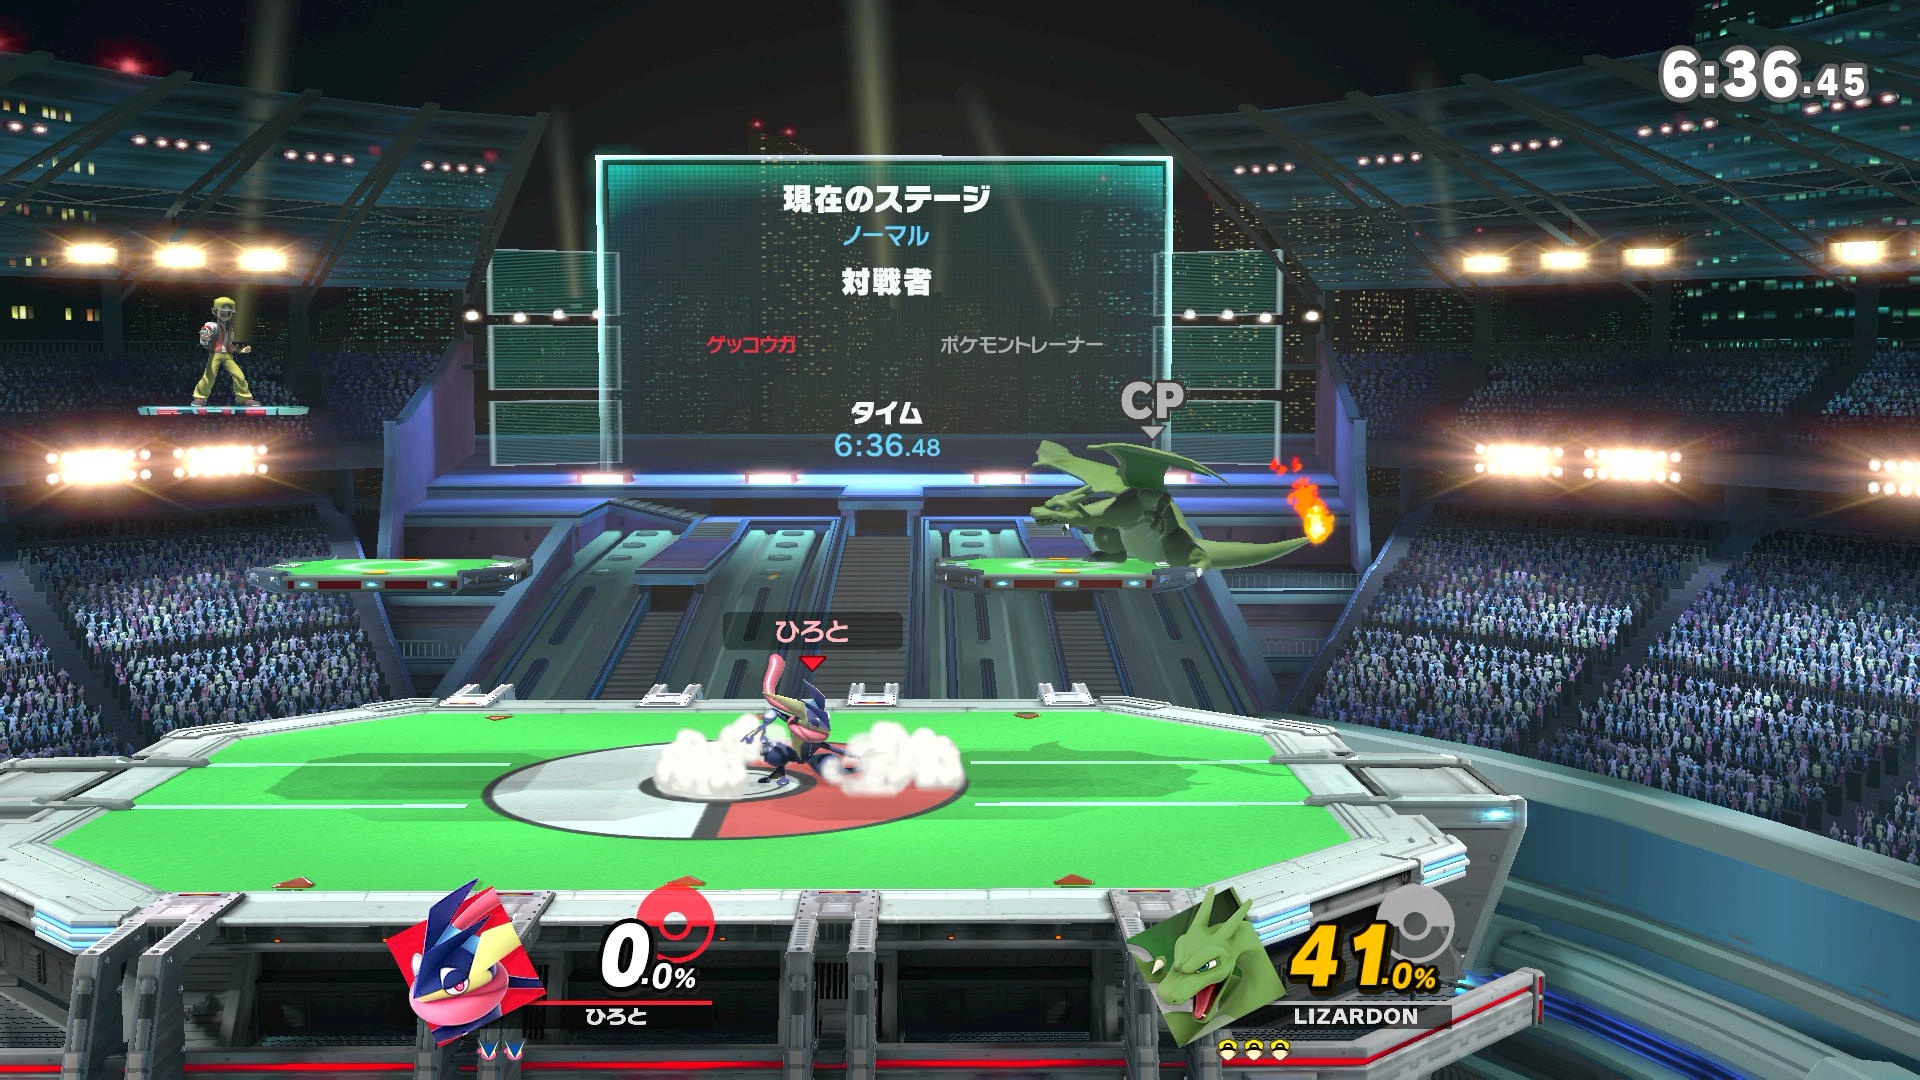 6:36.45
現在のステージ
ノーマル
対戦者
ゲッコウガ
ポケモントレーナー
CP
タイム
6:36.48
ひろと
0.0%
ひろと
41.0%
LIZARDON